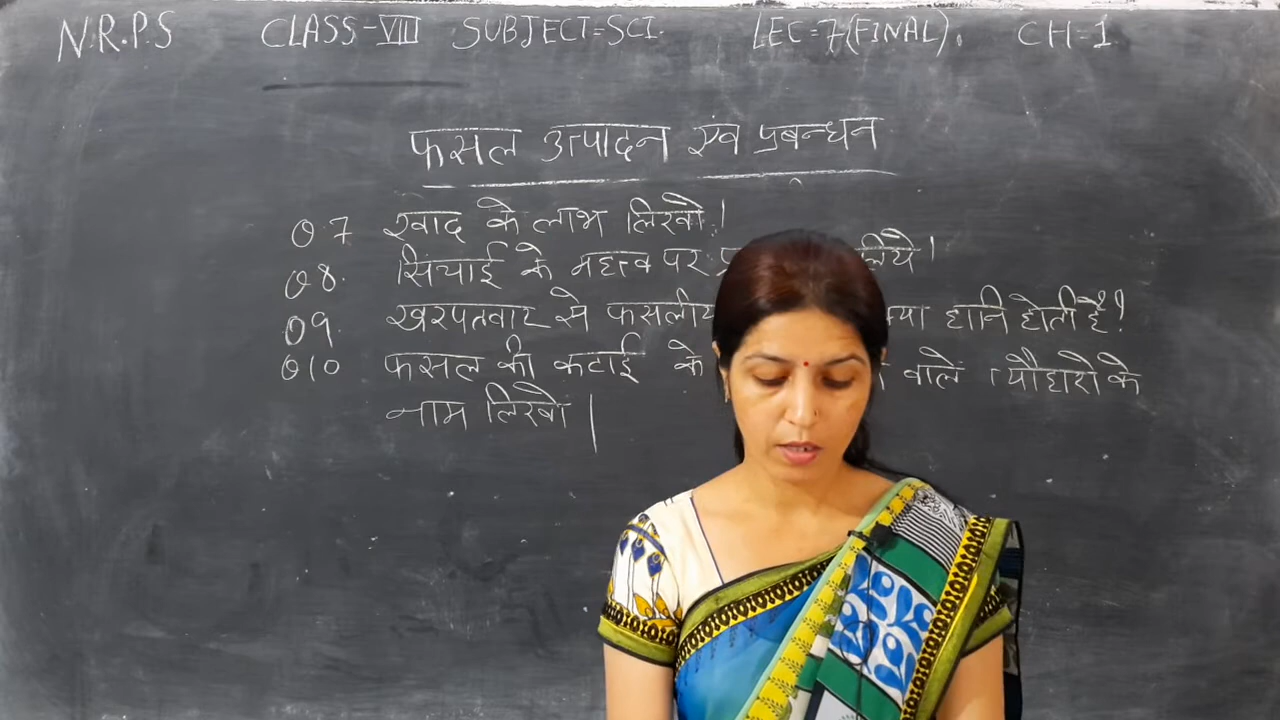 N.R.P.S CLASS-VIII SUBJECT=SCI. LEC=7(FINAL). CH-1
फसल उत्पादन एवं प्रबन्धन
Q7 खाद के लाभ लिखो।
Q8. सिंचाई के महत्त्व पर लिये।
Q9. खरपतवार से फसलीय क्या हानि होती है?
Q10 फसल की कटाई के वाले त्यौहारो के
नाम लिखो।